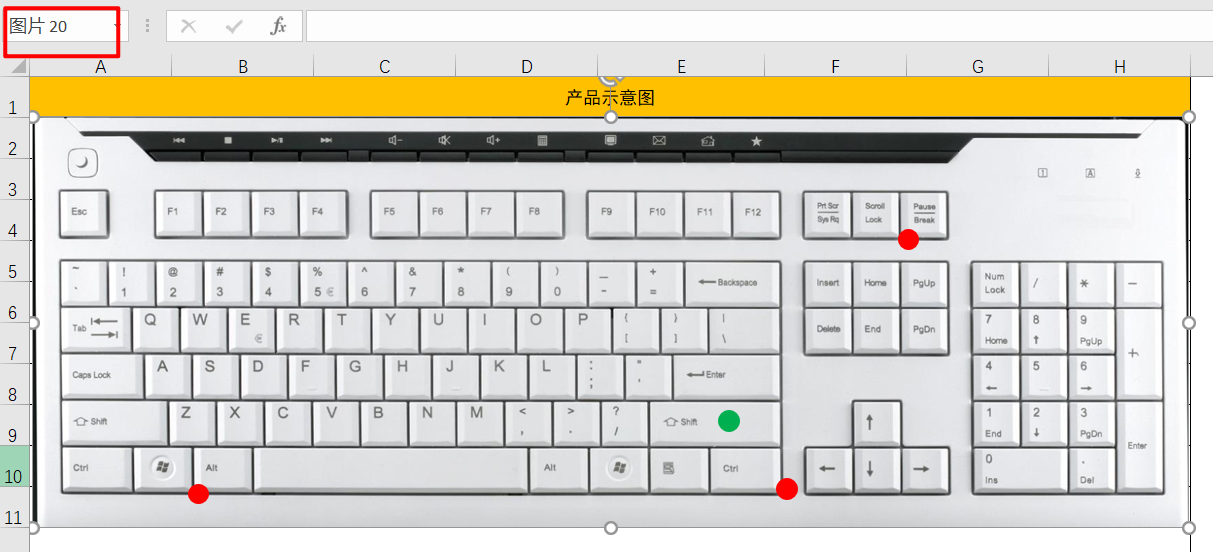 图片 20
fx
A B C D E F G H
1 产品示意图
2
3
4
5
6
7
8
9
10
11
Esc F1 F2 F3 F4 F5 F6 F7 F8 F9 F10 F11 F12 Prt Scr Sys Rq Scroll Lock Pause Break
1 A
~ ` ! 1 @ 2 # 3 $ 4 % 5 € ^ 6 & 7 * 8 ( 9 ) 0 — - + = ←Backspace Insert Home PgUp Num Lock / * —
Tab Q W E € R T Y U I O P { [ } ] | \ Delete End PgDn 7 Home 8 ↑ 9 PgUp +
Caps Lock A S D F G H J K L : ; " ' Enter 4 ← 5 6 →
Shift Z X C V B N M < , > . ? / Shift ↑ 1 End 2 ↓ 3 PgDn Enter
Ctrl Alt Alt Ctrl ← ↓ → 0 Ins . Del